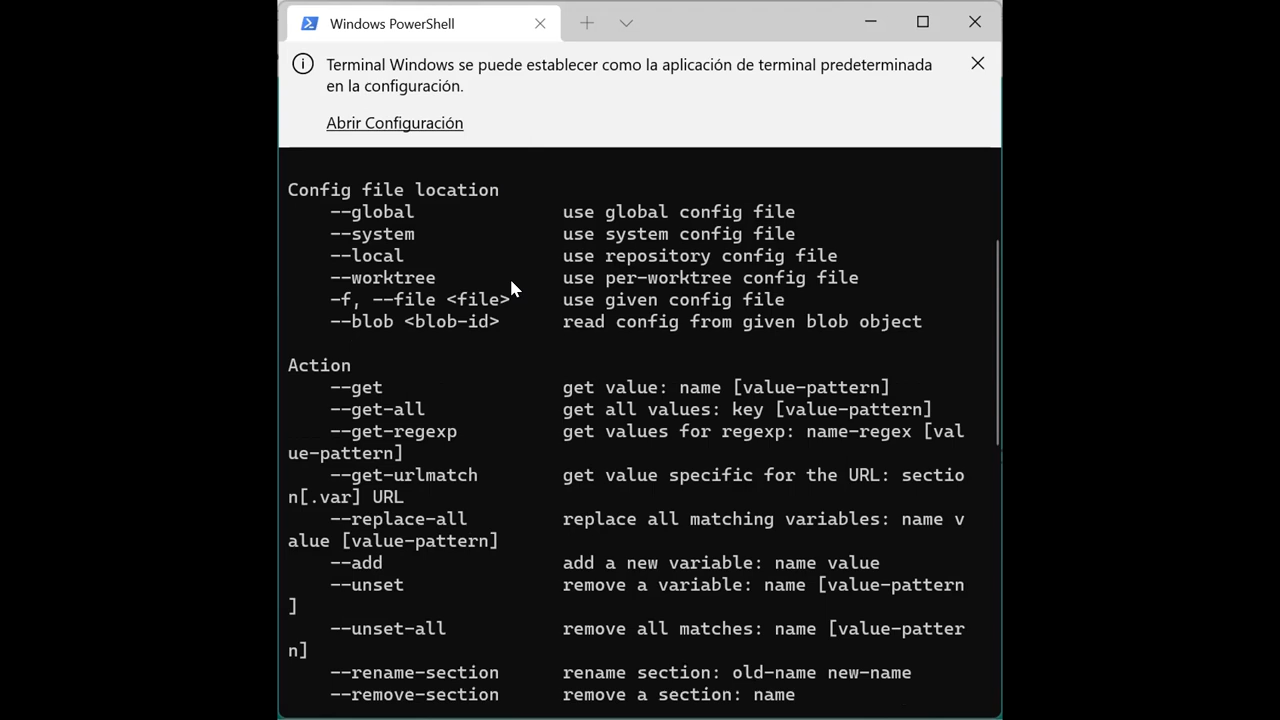 Windows PowerShell
Terminal Windows se puede establecer como la aplicación de terminal predeterminada
en la configuración.
Abrir Configuración
Config file location
--global use global config file
--system use system config file
--local use repository config file
--worktree use per-worktree config file
-f, --file <file> use given config file
--blob <blob-id> read config from given blob object
Action
--get get value: name [value-pattern]
--get-all get all values: key [value-pattern]
--get-regexp get values for regexp: name-regex [val
ue-pattern]
--get-urlmatch get value specific for the URL: sectio
n[.var] URL
--replace-all replace all matching variables: name v
alue [value-pattern]
--add add a new variable: name value
--unset remove a variable: name [value-pattern
]
--unset-all remove all matches: name [value-patter
n]
--rename-section rename section: old-name new-name
--remove-section remove a section: name